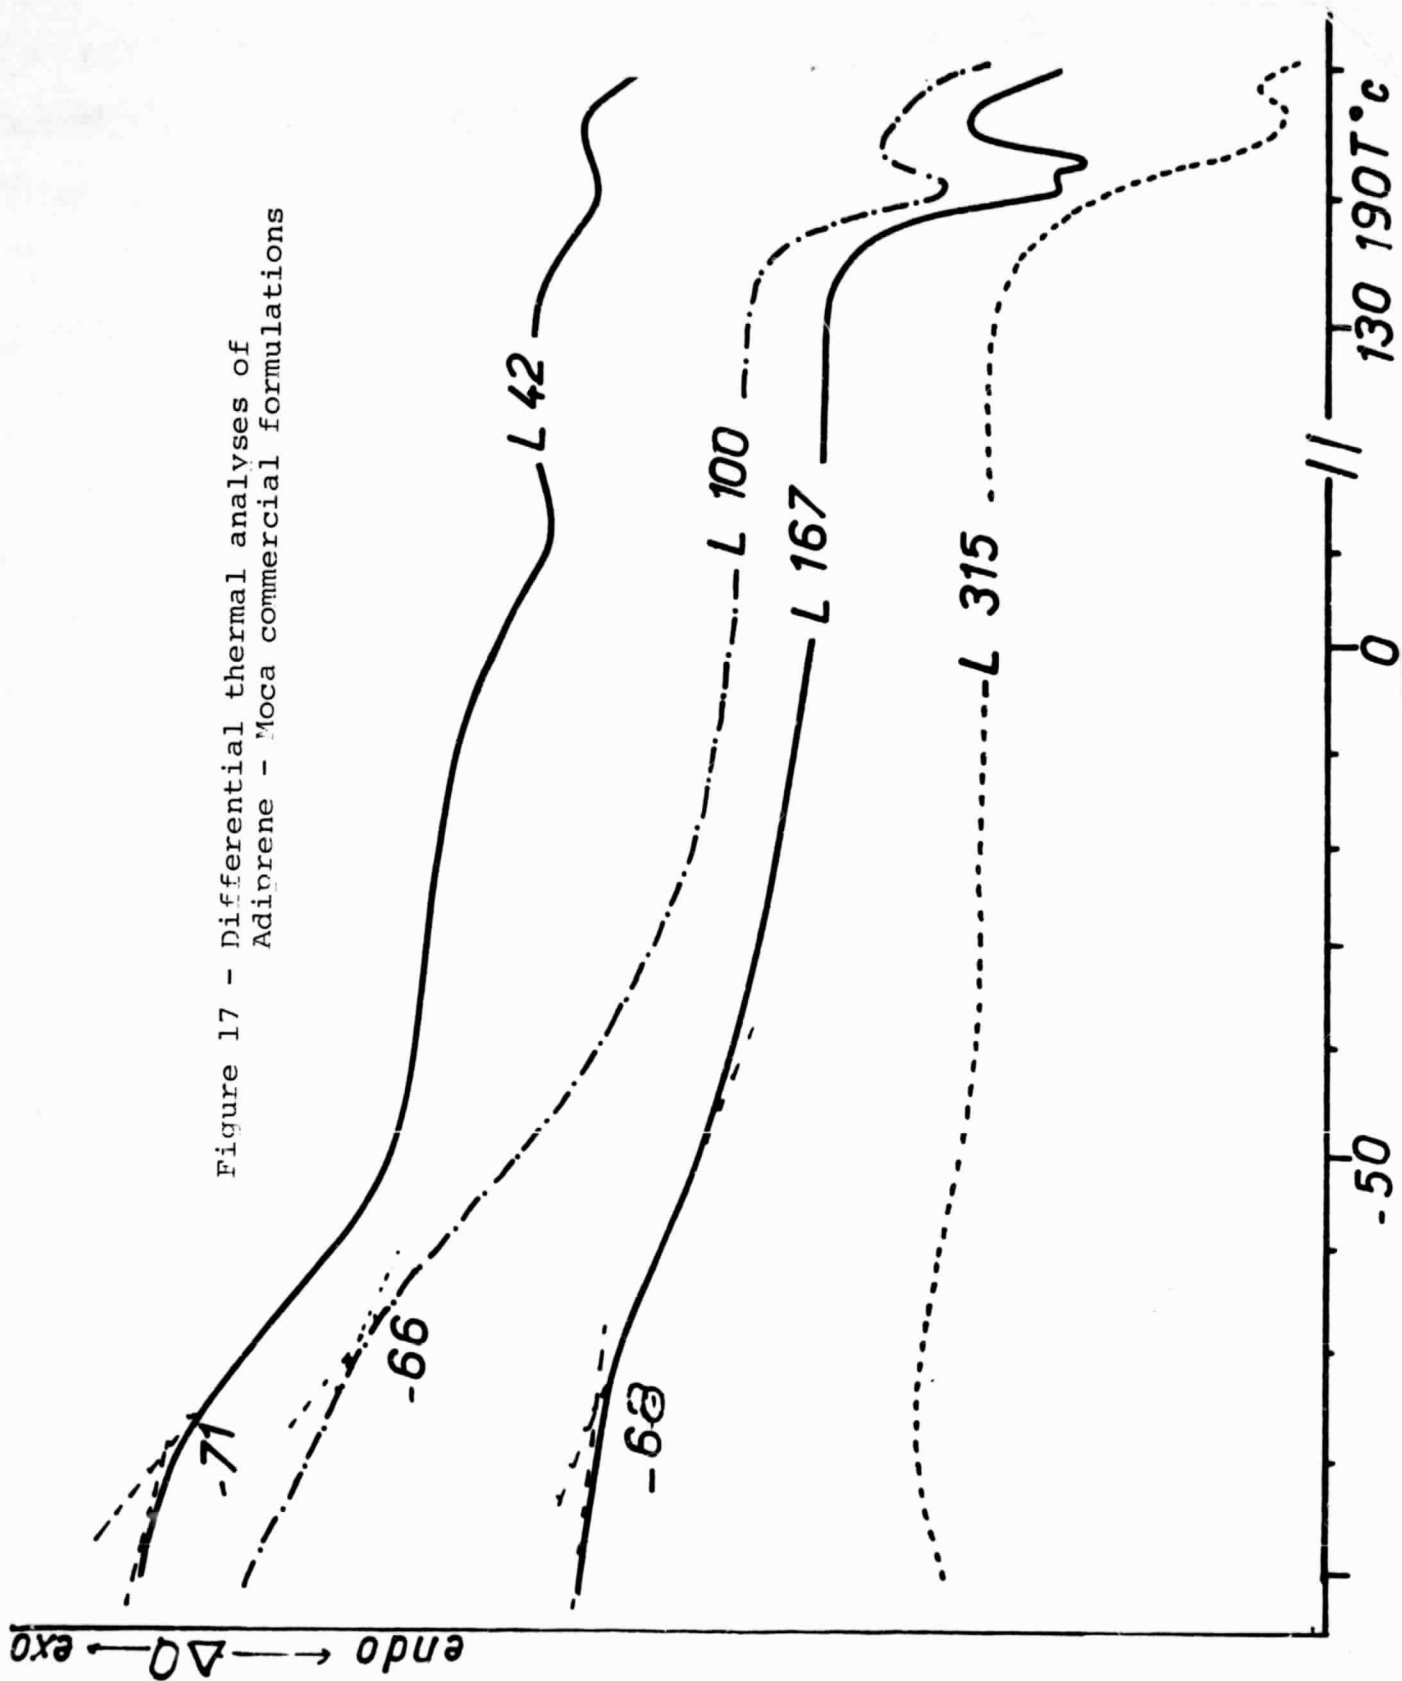 Figure 17 - Differential thermal analyses of
Adiprene - Moca commercial formulations
exo ← ΔQ → endo
L 42
L 100
L 167
L 315
-71
-66
-50
0
130
190
T°c